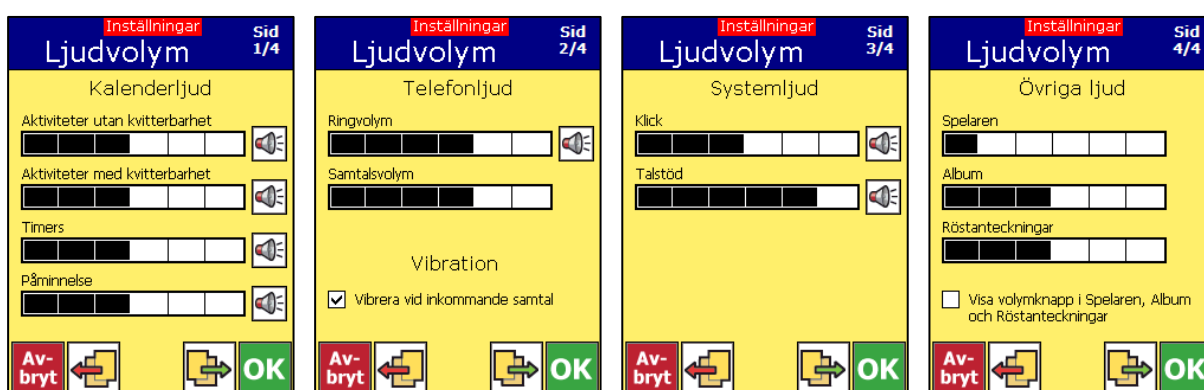 Inställningar
Ljudvolym
Sid
1/4
Kalenderljud
Aktiviteter utan kvitterbarhet
Aktiviteter med kvitterbarhet
Timers
Påminnelse
Av-
bryt
OK
Inställningar
Ljudvolym
Sid
2/4
Telefonljud
Ringvolym
Samtalsvolym
Vibration
Vibrera vid inkommande samtal
Av-
bryt
OK
Inställningar
Ljudvolym
Sid
3/4
Systemljud
Klick
Talstöd
Av-
bryt
OK
Inställningar
Ljudvolym
Sid
4/4
Övriga ljud
Spelaren
Album
Röstanteckningar
Visa volymknapp i Spelaren, Album
och Röstanteckningar
Av-
bryt
OK